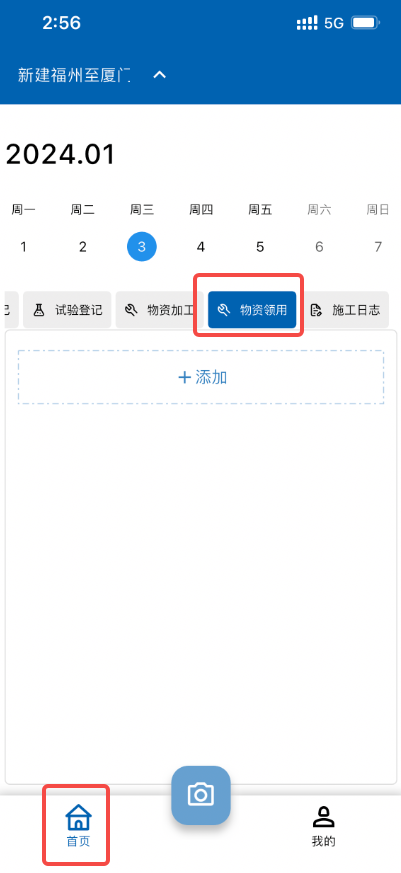 2:56 5G
新建福州至厦门
2024.01
周一 周二 周三 周四 周五 周六 周日
1 2 3 4 5 6 7
试验登记 物资加工 物资领用 施工日志
+添加
首页 我的